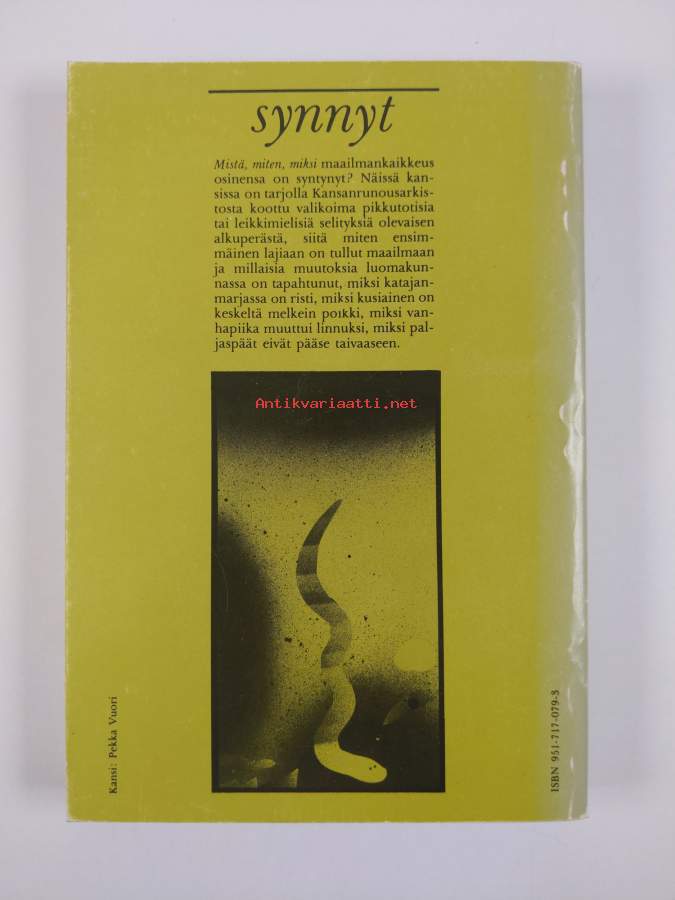 synnyt
Mistä, miten, miksi maailmankaikkeus
osinensa on syntynyt? Näissä kan-
sissa on tarjolla Kansanrunousarkis-
tosta koottu valikoima pikkutotisia
tai leikkimielisiä selityksiä olevaisen
alkuperästä, siitä miten ensim-
mäinen lajiaan on tullut maailmaan
ja millaisia muutoksia luomakun-
nassa on tapahtunut, miksi katajan-
marjassa on risti, miksi kusiainen on
keskeltä melkein poikki, miksi van-
hapiika muuttui linnuksi, miksi pal-
jaspäät eivät pääse taivaaseen.
Antikvariaatti.net
Kansi: Pekka Vuori
ISBN 951-717-079-3